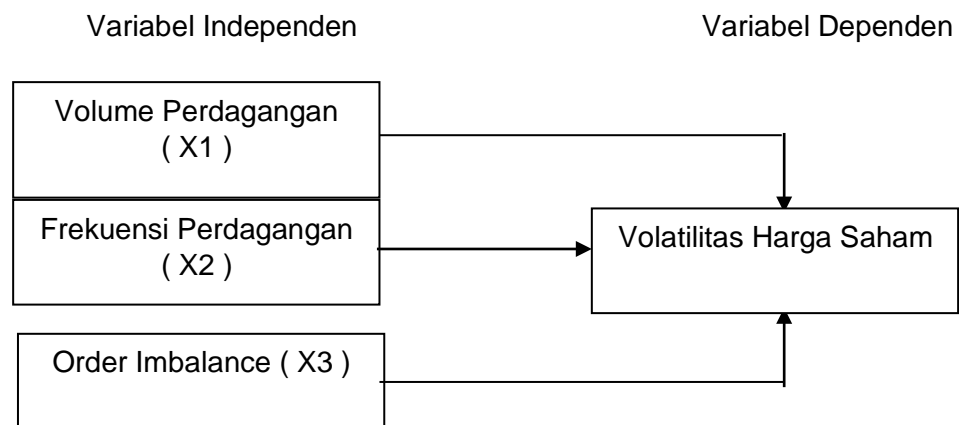 Variabel Independen
Variabel Dependen
Volume Perdagangan
( X1 )
Frekuensi Perdagangan
( X2 )
Volatilitas Harga Saham
Order Imbalance ( X3 )